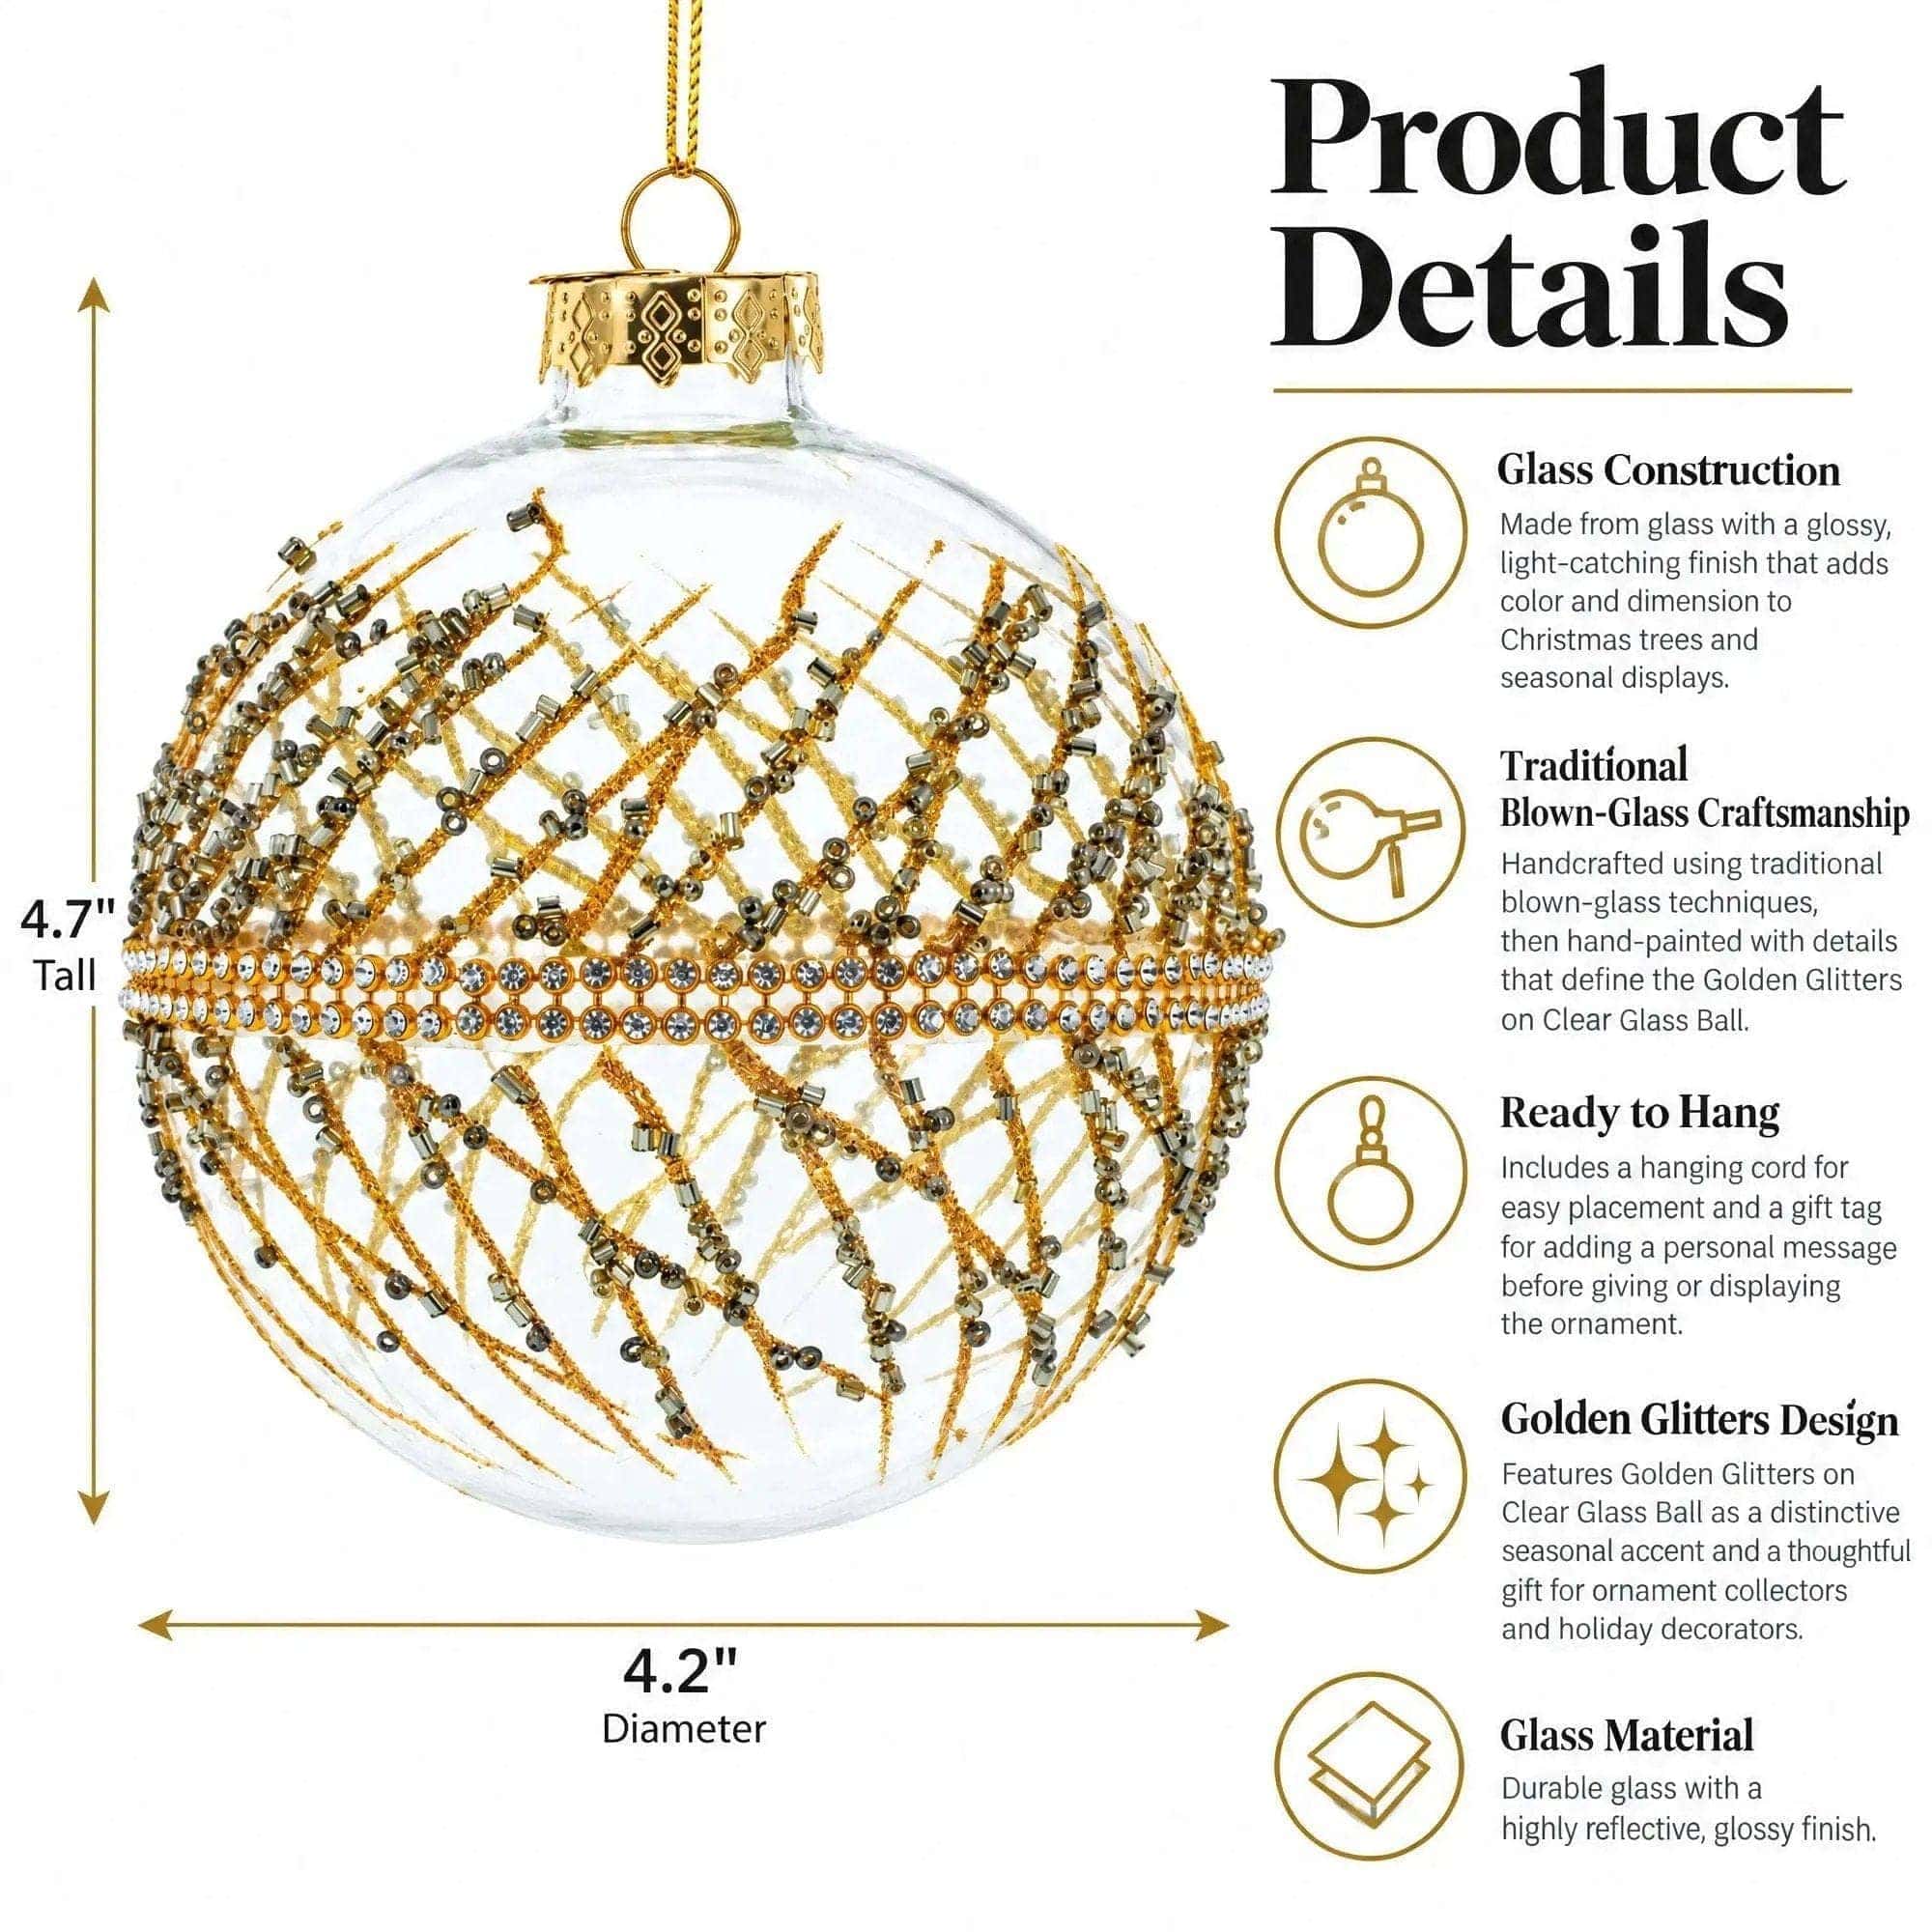 Product
Details
Glass Construction
Made from glass with a glossy,
light-catching finish that adds
color and dimension to
Christmas trees and
seasonal displays.
Traditional
Blown-Glass Craftsmanship
Handcrafted using traditional
blown-glass techniques,
then hand-painted with details
that define the Golden Glitters
on Clear Glass Ball.
Ready to Hang
Includes a hanging cord for
easy placement and a gift tag
for adding a personal message
before giving or displaying
the ornament.
Golden Glitters Design
Features Golden Glitters on
Clear Glass Ball as a distinctive
seasonal accent and a thoughtful
gift for ornament collectors
and holiday decorators.
Glass Material
Durable glass with a
highly reflective, glossy finish.
4.7"
Tall
4.2"
Diameter